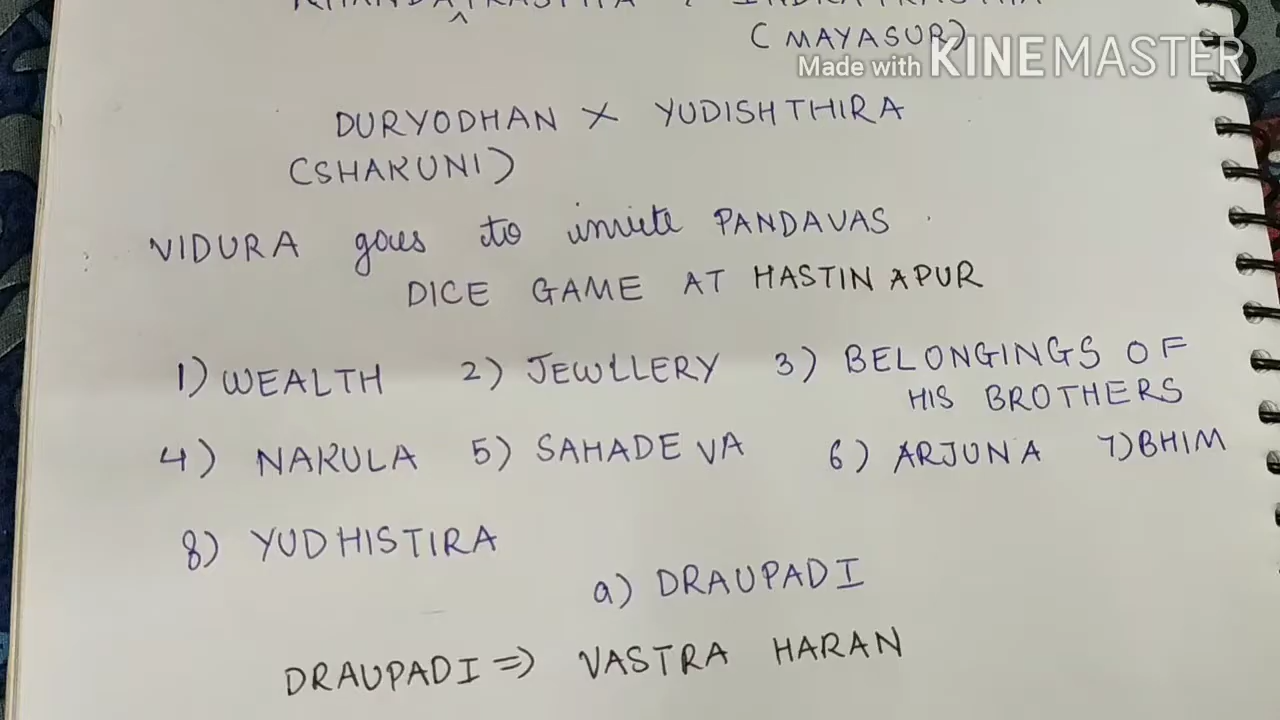 (MAYASUR)
Made with KINEMASTER
DURYODHAN X YUDISHTHIRA
(SHAKUNI)
VIDURA goes to invite PANDAVAS
DICE GAME AT HASTINAPUR
1) WEALTH 2) JEWLLERY 3) BELONGINGS OF
HIS BROTHERS
4) NAKULA 5) SAHADEVA 6) ARJUNA 7) BHIM
8) YUDHISTIRA
a) DRAUPADI
DRAUPADI => VASTRA HARAN